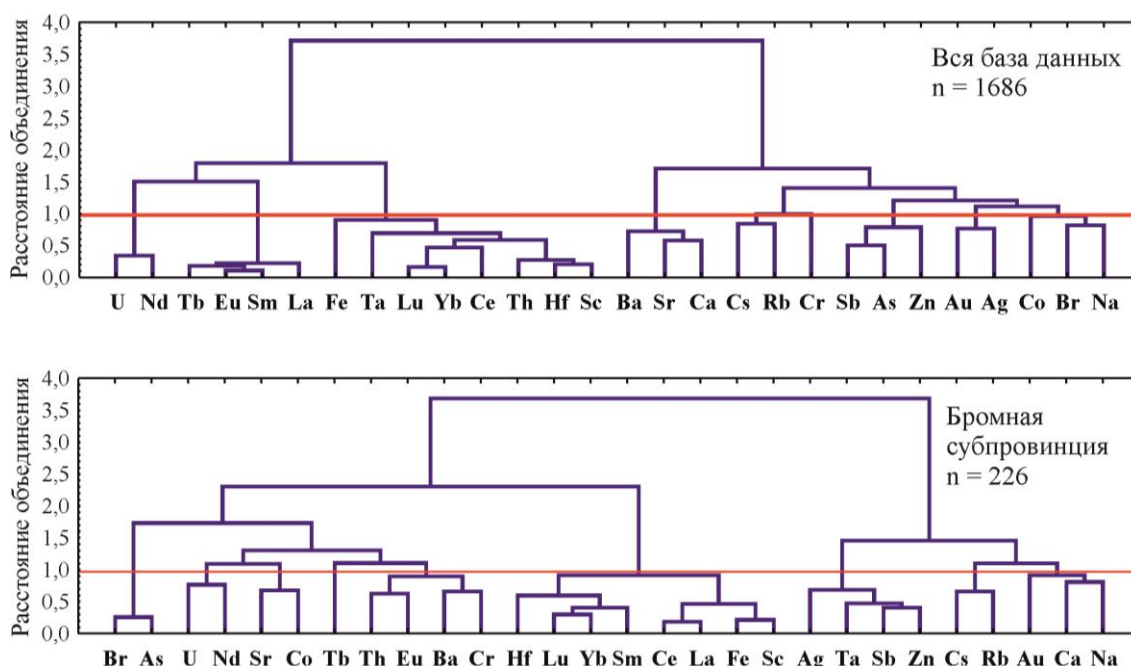 Расстояние объединения
4,0
3,5
3,0
2,5
2,0
1,5
1,0
0,5
0,0
Вся база данных
n = 1686
U Nd Tb Eu Sm La Fe Ta Lu Yb Ce Th Hf Sc Ba Sr Ca Cs Rb Cr Sb As Zn Au Ag Co Br Na
Расстояние объединения
4,0
3,5
3,0
2,5
2,0
1,5
1,0
0,5
0,0
Бромная
субпровинция
n = 226
Br As U Nd Sr Co Tb Th Eu Ba Cr Hf Lu Yb Sm Ce La Fe Sc Ag Ta Sb Zn Cs Rb Au Ca Na